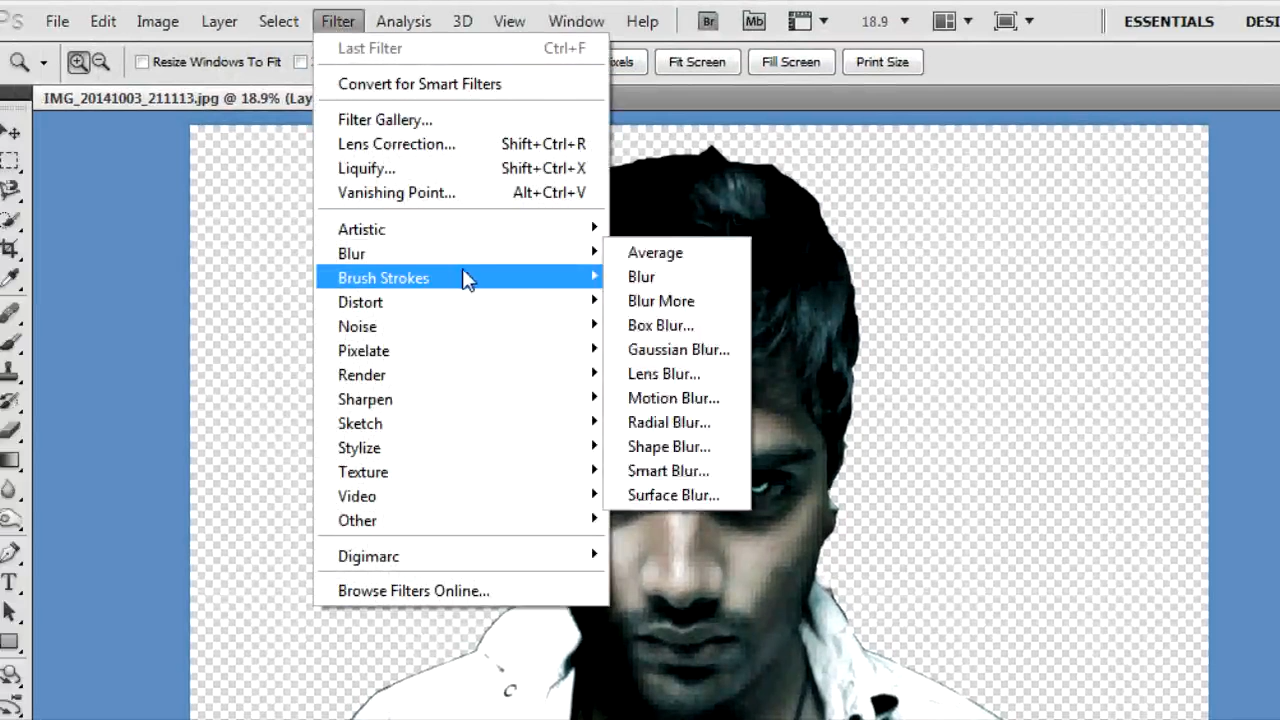 File Edit Image Layer Select Filter Analysis 3D View Window Help Br Mb 18.9 ESSENTIALS
Resize Windows To Fit Fit Screen Fill Screen Print Size
IMG_20141003_211113.jpg @ 18.9%
Last Filter Ctrl+F
Convert for Smart Filters
Filter Gallery...
Lens Correction... Shift+Ctrl+R
Liquify... Shift+Ctrl+X
Vanishing Point... Alt+Ctrl+V
Artistic
Blur
Brush Strokes
Distort
Noise
Pixelate
Render
Sharpen
Sketch
Stylize
Texture
Video
Other
Digimarc
Browse Filters Online...
Average
Blur
Blur More
Box Blur...
Gaussian Blur...
Lens Blur...
Motion Blur...
Radial Blur...
Shape Blur...
Smart Blur...
Surface Blur...